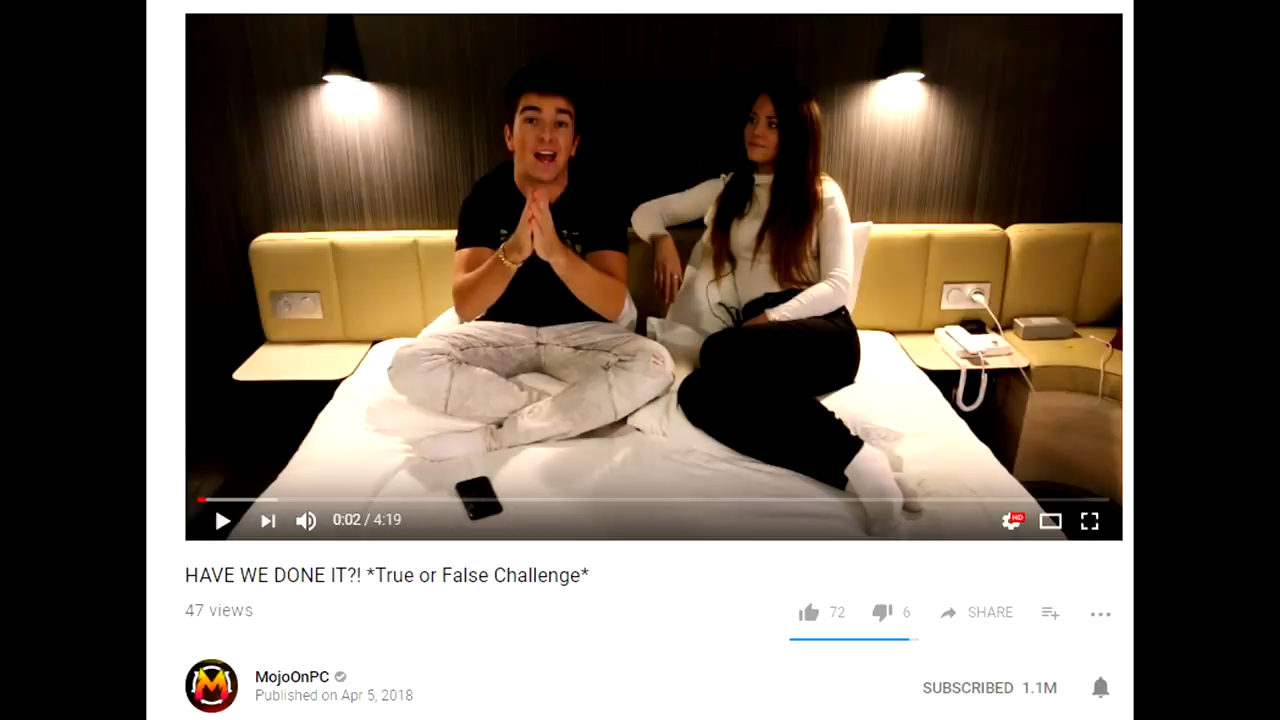 0:02 / 4:19
HD
HAVE WE DONE IT?! *True or False Challenge*
47 views
72
6
SHARE
MojoOnPC
Published on Apr 5, 2018
SUBSCRIBED 1.1M